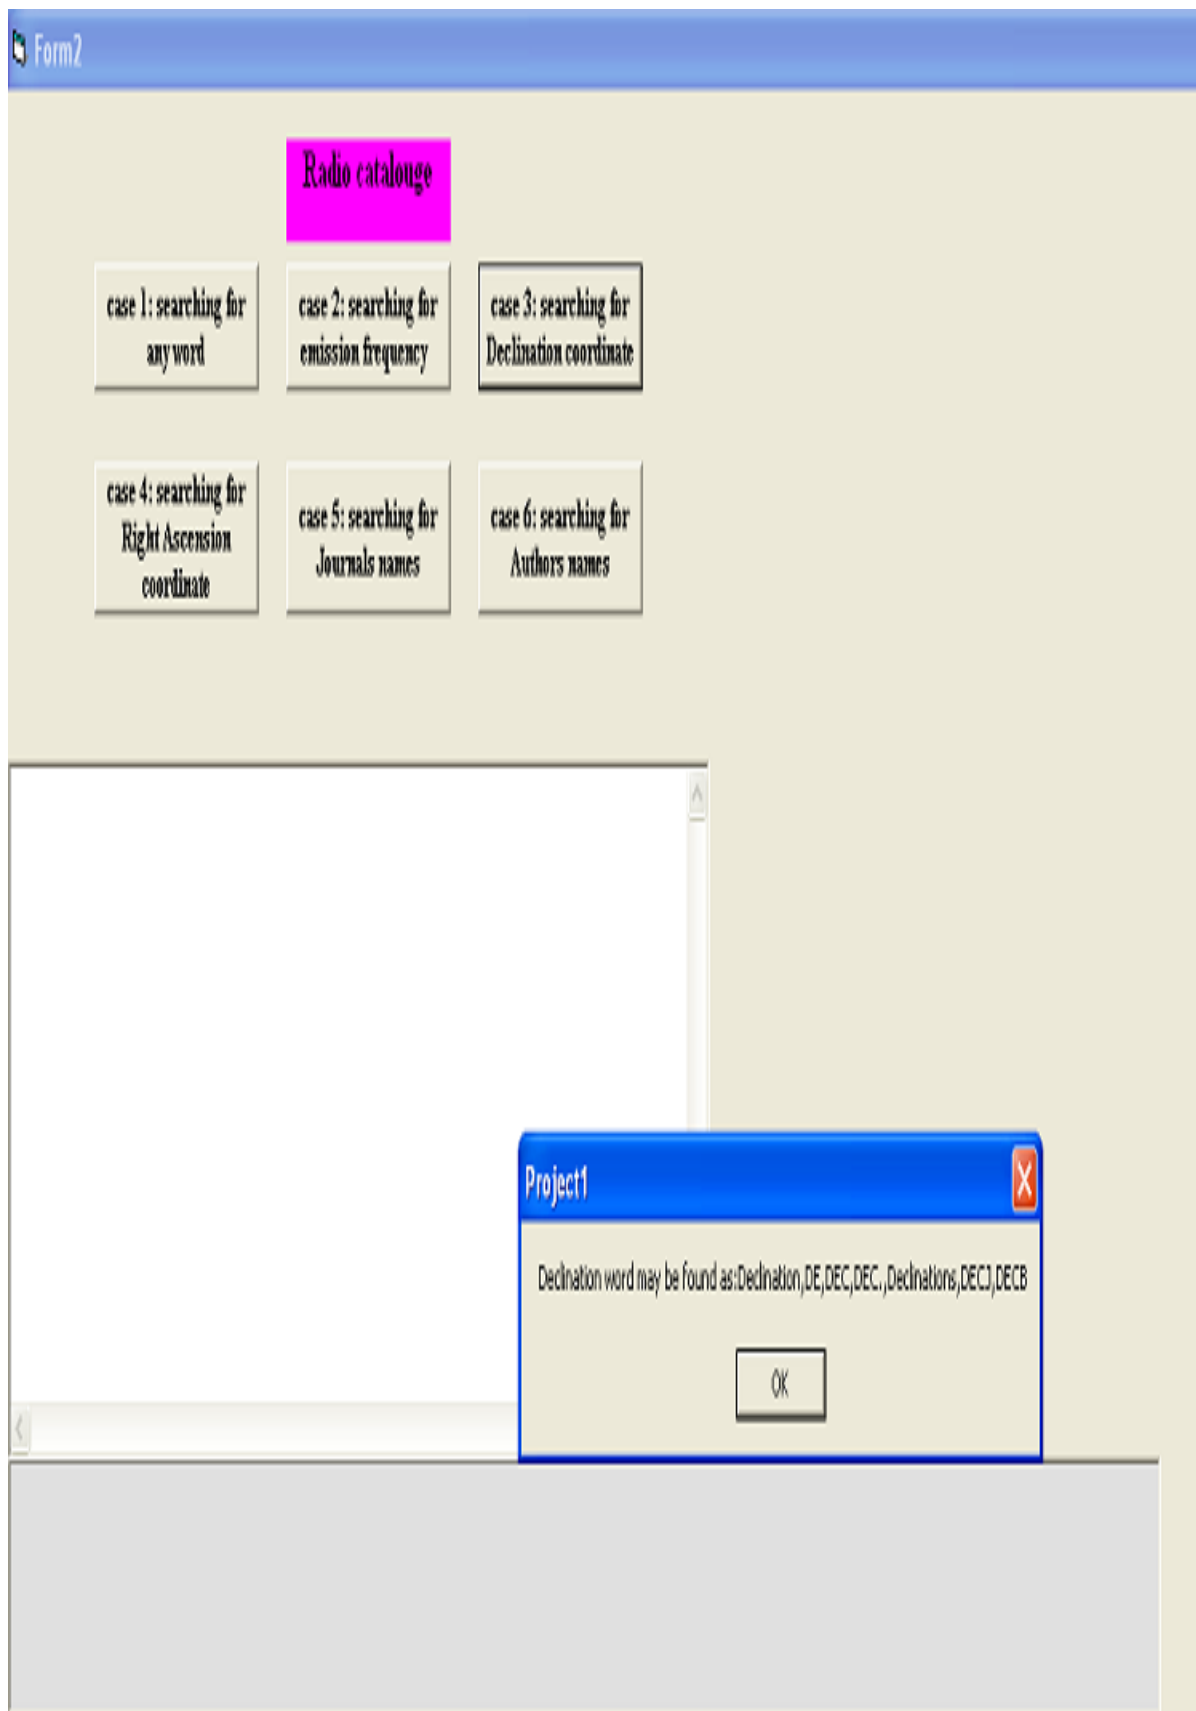 Form2
Radio catalouge
case 1: searching for
any word
case 2: searching for
emission frequency
case 3: searching for
Declination coordinate
case 4: searching for
Right Ascension
coordinate
case 5: searching for
Journals names
case 6: searching for
Authors names
Project1
Declination word may be found as:Declination,DE,DEC,DEC.,Declinations,DECJ,DECB
OK